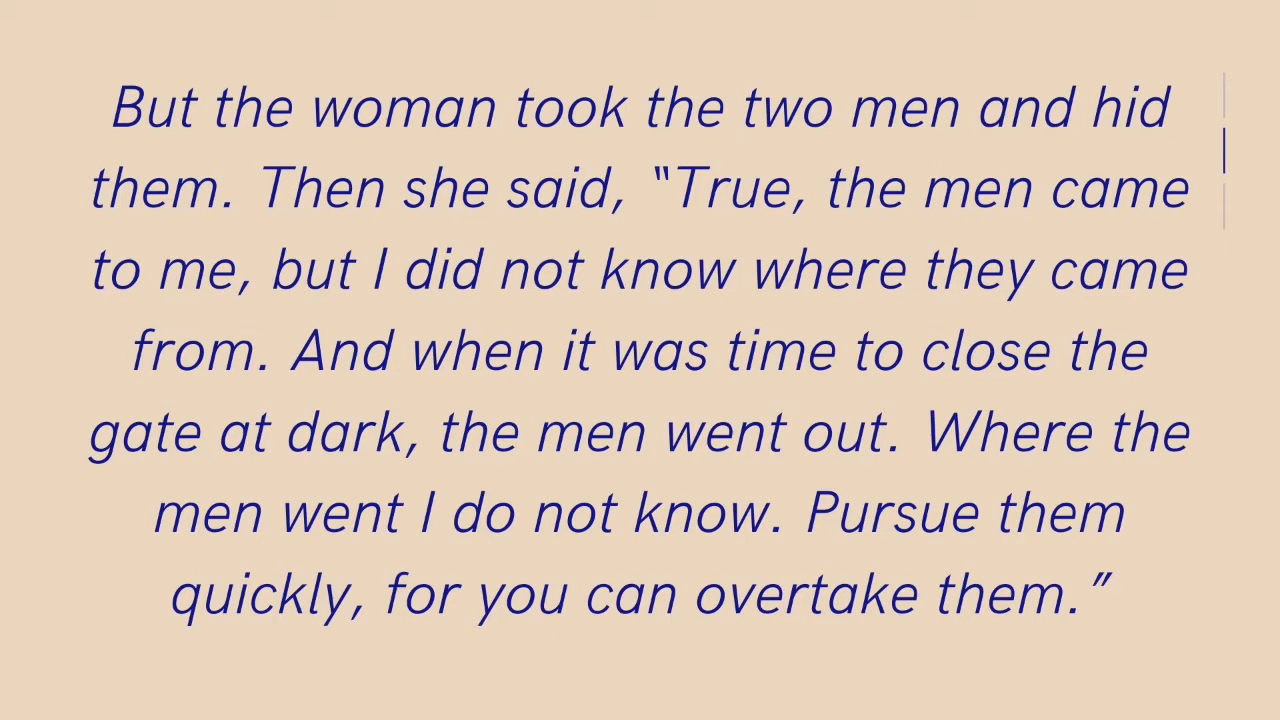 But the woman took the two men and hid
them. Then she said, “True, the men came
to me, but I did not know where they came
from. And when it was time to close the
gate at dark, the men went out. Where the
men went I do not know. Pursue them
quickly, for you can overtake them.”